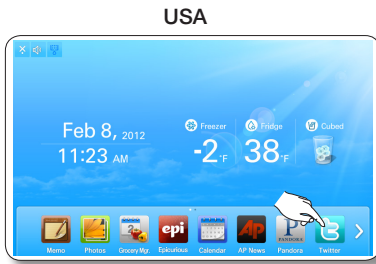 USA
Feb 8, 2012
11:23 AM
Freezer
-2°F
Fridge
38°F
Cubed
epi
AP
P
PANDORA
Memo
Photos
Grocery Mgr.
Epicurious
Calendar
AP News
Pandora
Twitter